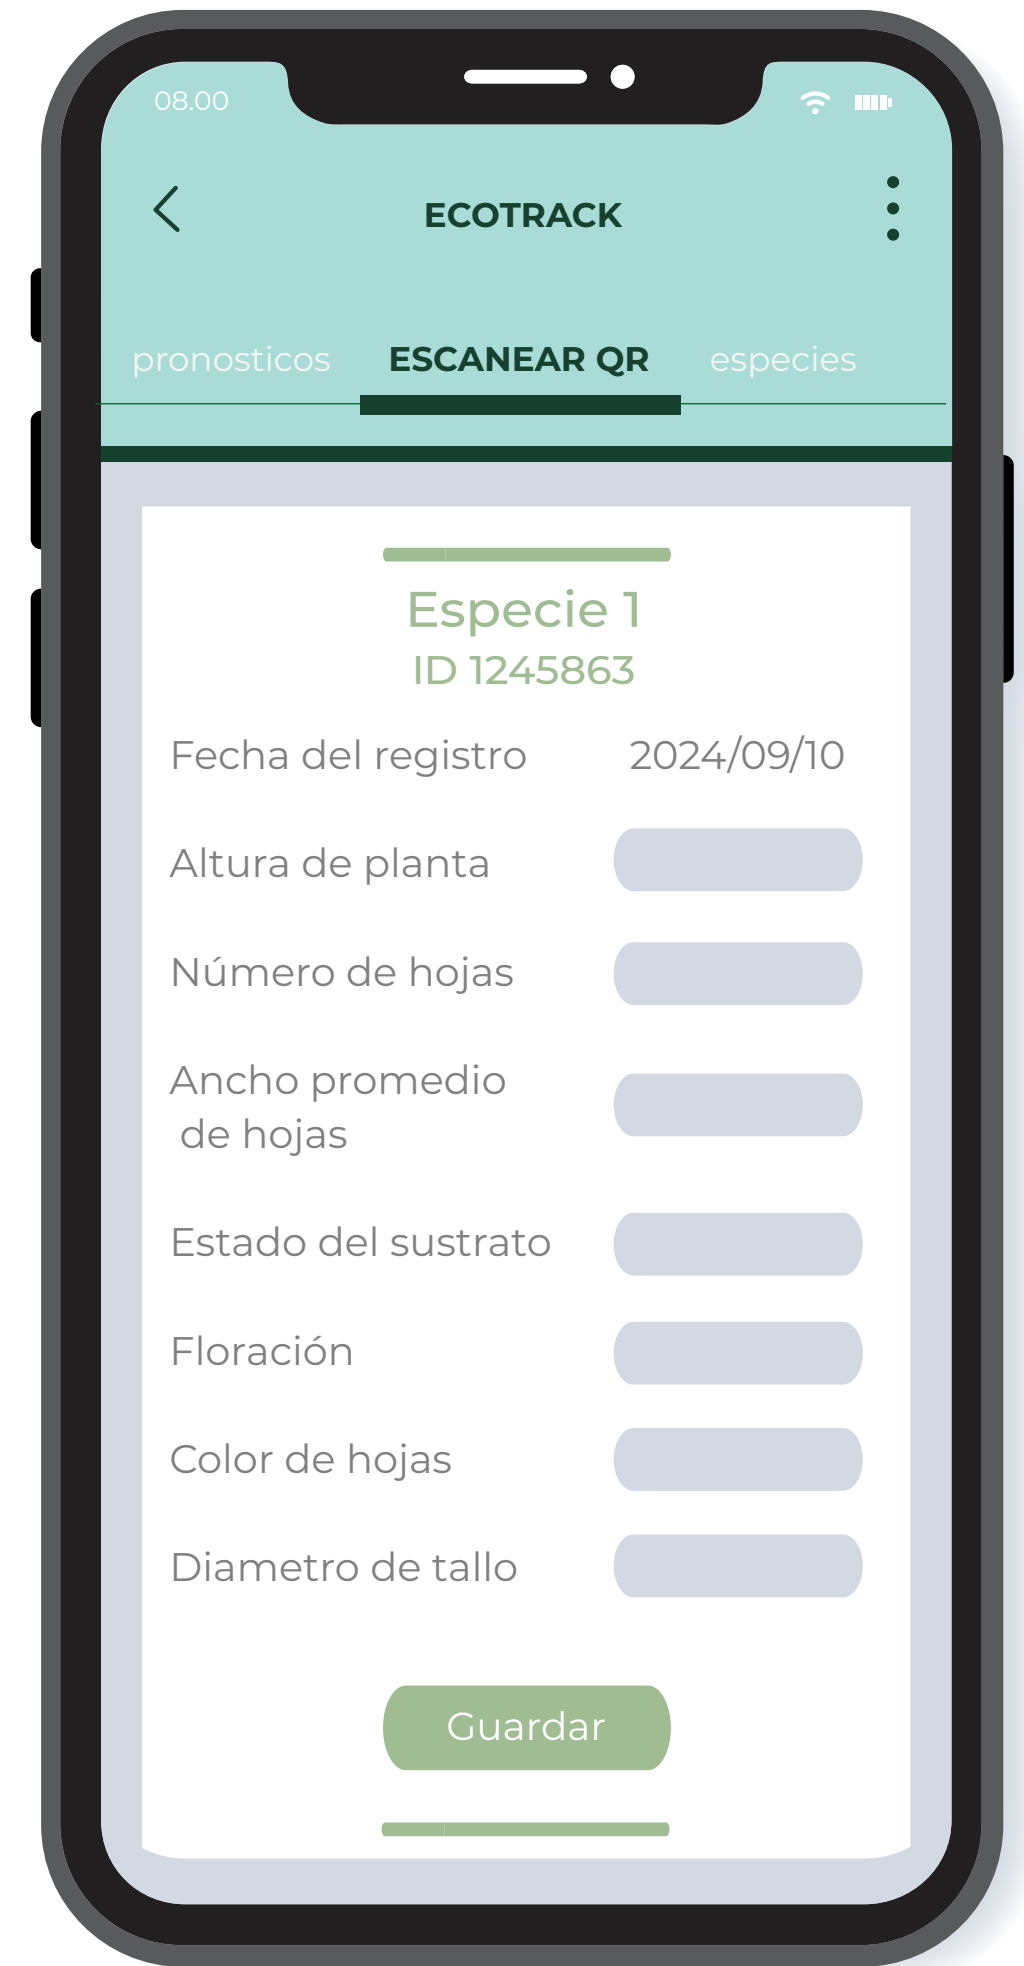 08.00
ECOTRACK
pronosticos ESCANEAR QR especies
Especie 1
ID 1245863
Fecha del registro 2024/09/10
Altura de planta
Número de hojas
Ancho promedio
de hojas
Estado del sustrato
Floración
Color de hojas
Diametro de tallo
Guardar